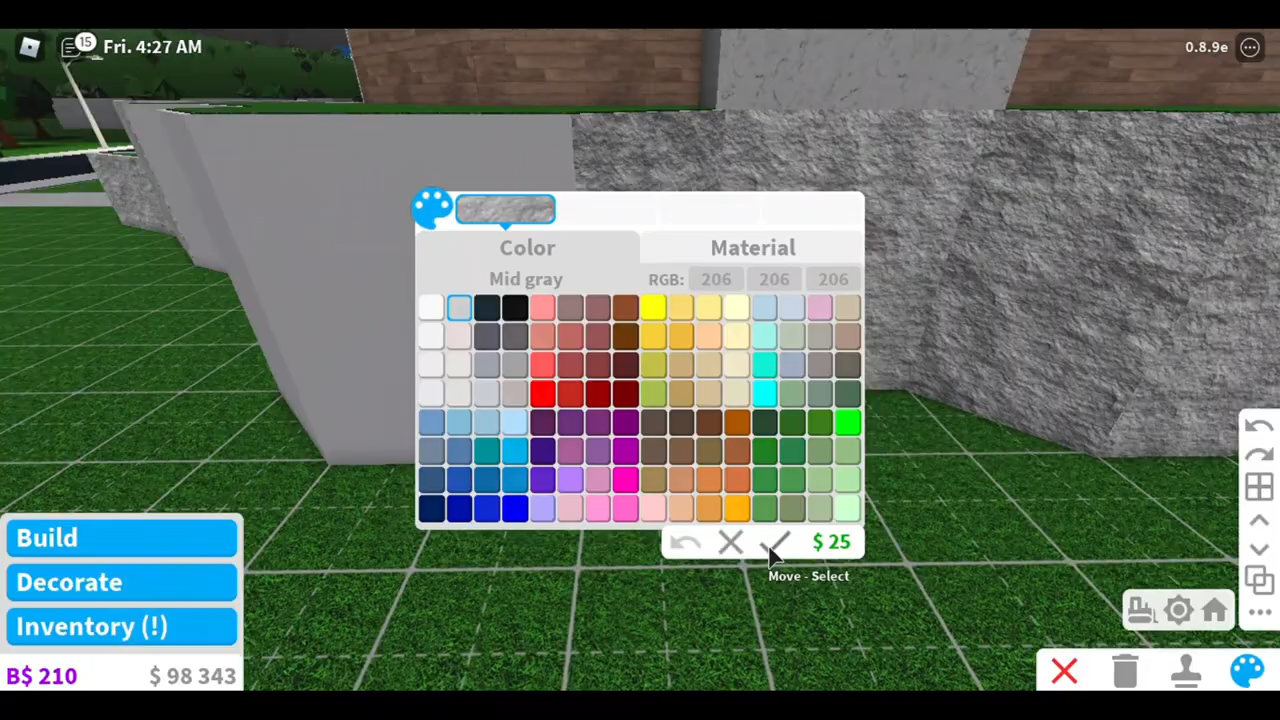 15
Fri. 4:27 AM
0.8.9e
Color
Material
Mid gray
RGB: 206 206 206
$ 25
Move - Select
Build
Decorate
Inventory (!)
B$ 210
$ 98 343